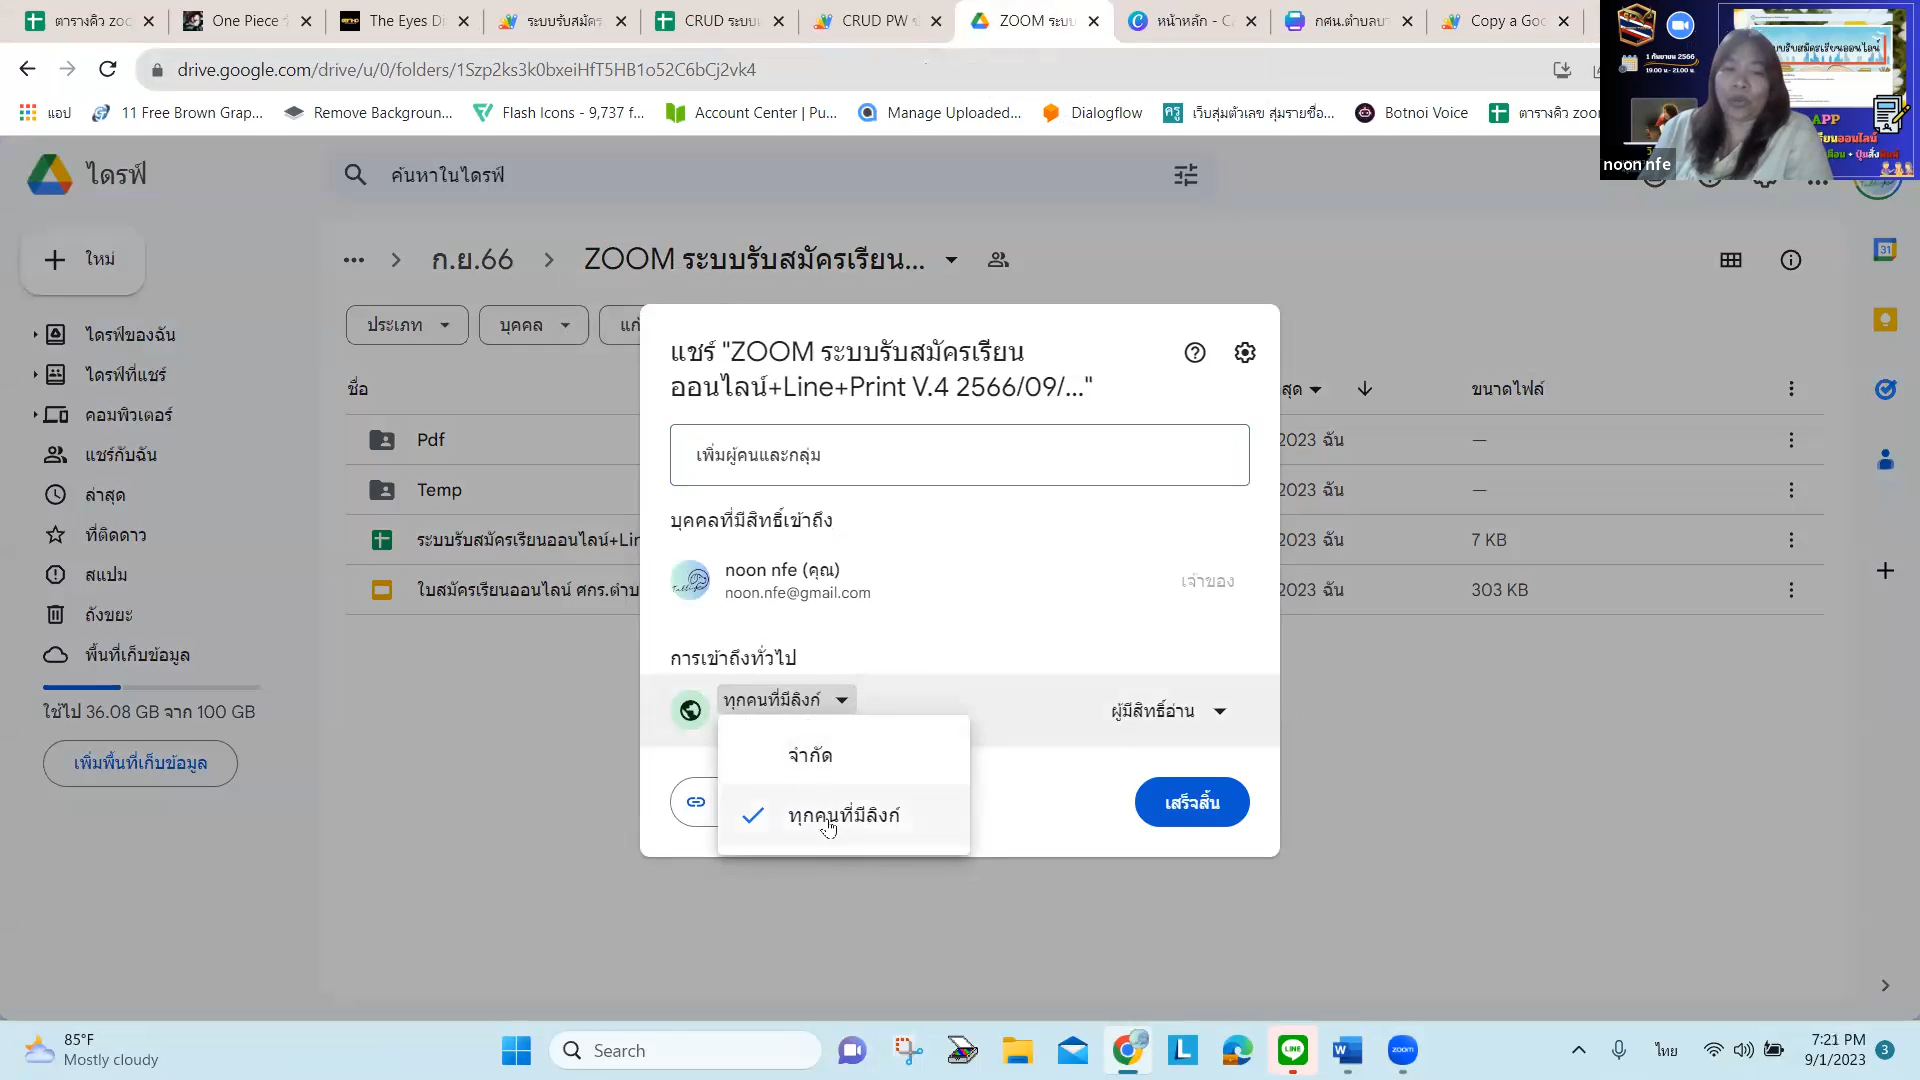 ตารางคิว zoo
One Piece
The Eyes Di
ระบบรับสมัคร
CRUD ระบบ
CRUD PW
ZOOM ระบบ
หน้าหลัก - C
กศน.ตำบล
Copy a Goo
drive.google.com/drive/u/0/folders/1Szp2ks3k0bxeiHfT5HB1o52C6bCj2vk4
แอป
11 Free Brown Grap...
Remove Backgroun...
Flash Icons - 9,737 f...
Account Center | Pu...
Manage Uploaded...
Dialogflow
เว็บสุ่มตัวเลข สุ่มรายชื่อ...
Botnoi Voice
ตารางคิว zoo
1 กันยายน 2566
19.00 น.- 21.00 น.
APP
noon nfe
ไดรฟ์
ค้นหาในไดรฟ์
ใหม่
ก.ย.66
ZOOM ระบบรับสมัครเรียน...
ไดรฟ์ของฉัน
ไดรฟ์ที่แชร์
คอมพิวเตอร์
แชร์กับฉัน
ล่าสุด
ที่ติดดาว
สแปม
ถังขยะ
พื้นที่เก็บข้อมูล
ใช้ไป 36.08 GB จาก 100 GB
เพิ่มพื้นที่เก็บข้อมูล
ประเภท
บุคคล
แก้
ชื่อ
สุด
ขนาดไฟล์
Pdf
2023 ฉัน
—
Temp
2023 ฉัน
—
ระบบรับสมัครเรียนออนไลน์+Lin
2023 ฉัน
7 KB
ใบสมัครเรียนออนไลน์ ศกร.ตำบ
2023 ฉัน
303 KB
แชร์ "ZOOM ระบบรับสมัครเรียน
ออนไลน์+Line+Print V.4 2566/09/..."
เพิ่มผู้คนและกลุ่ม
บุคคลที่มีสิทธิ์เข้าถึง
noon nfe (คุณ)
noon.nfe@gmail.com
เจ้าของ
การเข้าถึงทั่วไป
ทุกคนที่มีลิงก์
ผู้มีสิทธิ์อ่าน
จำกัด
ทุกคนที่มีลิงก์
เสร็จสิ้น
85°F
Mostly cloudy
Search
ไทย
7:21 PM
9/1/2023
3